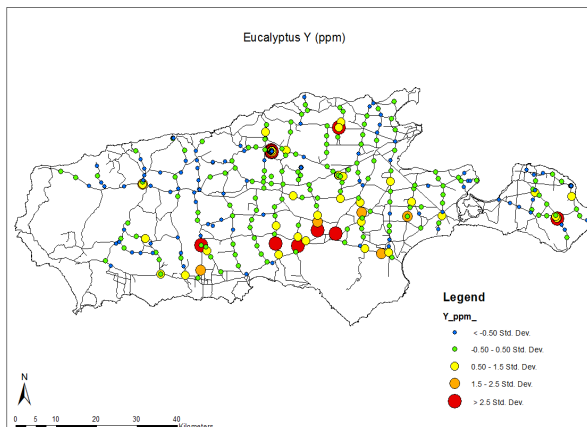 Eucalyptus Y (ppm)
Legend
Y_ppm_
< -0.50 Std. Dev.
-0.50 - 0.50 Std. Dev.
0.50 - 1.5 Std. Dev.
1.5 - 2.5 Std. Dev.
> 2.5 Std. Dev.
N
0 5 10 20 30 40
Kilometers